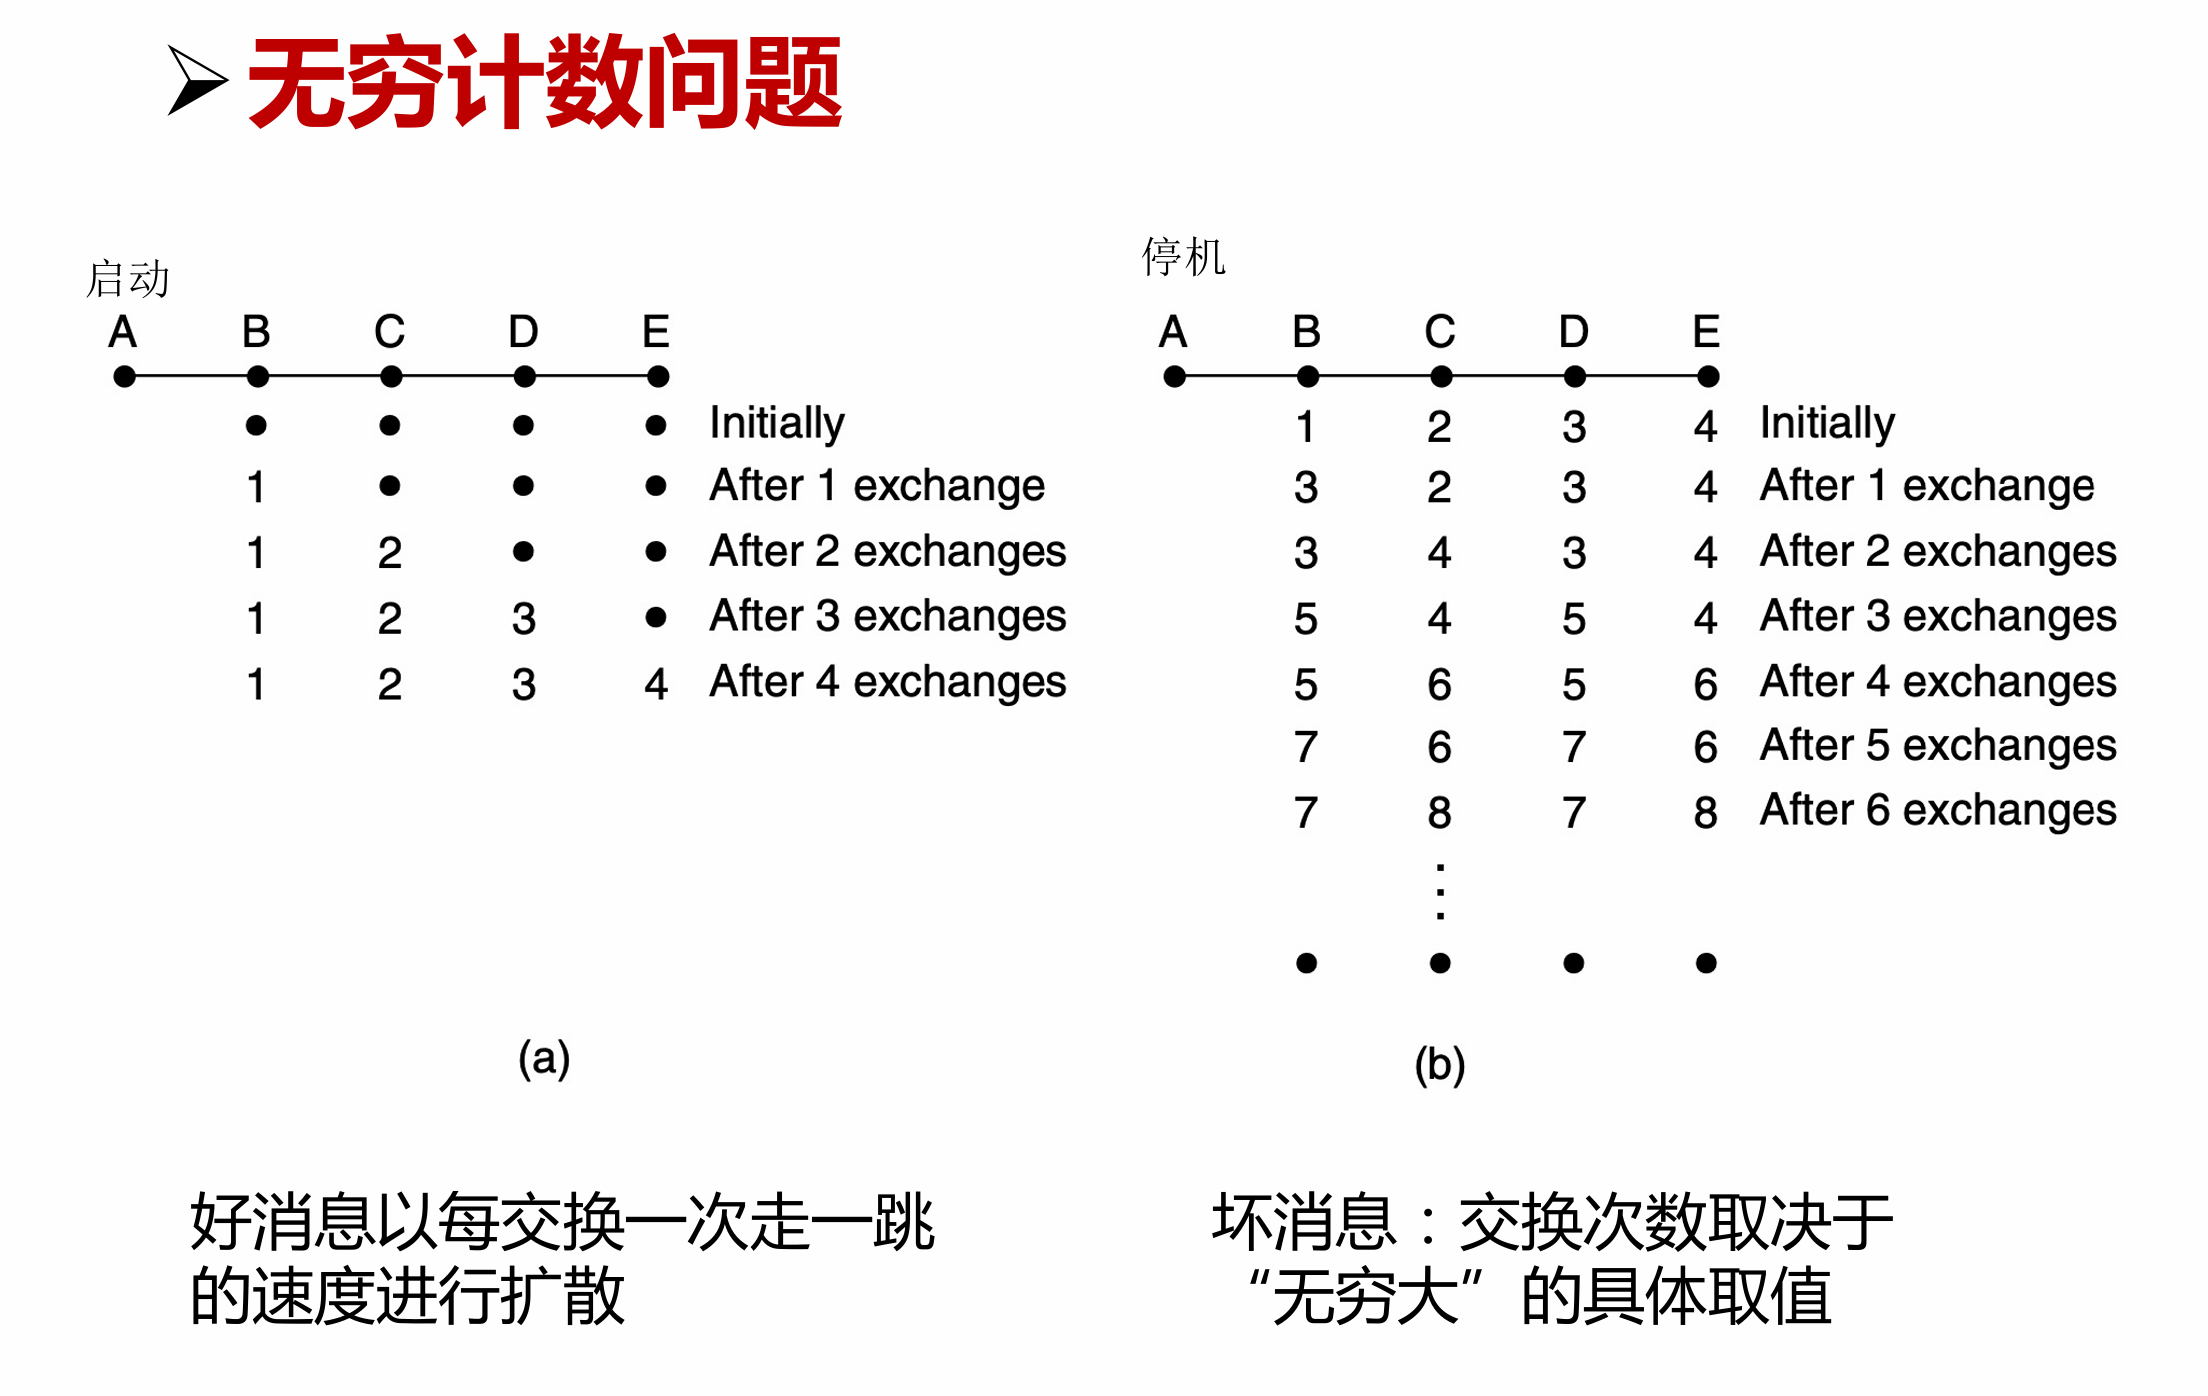 无穷计数问题
启动
A B C D E
• • • • Initially
1 • • • After 1 exchange
1 2 • • After 2 exchanges
1 2 3 • After 3 exchanges
1 2 3 4 After 4 exchanges
(a)
好消息以每交换一次走一跳
的速度进行扩散
停机
A B C D E
1 2 3 4 Initially
3 2 3 4 After 1 exchange
3 4 3 4 After 2 exchanges
5 4 5 4 After 3 exchanges
5 6 5 6 After 4 exchanges
7 6 7 6 After 5 exchanges
7 8 7 8 After 6 exchanges
⋮
• • • •
(b)
坏消息：交换次数取决于
“无穷大”的具体取值